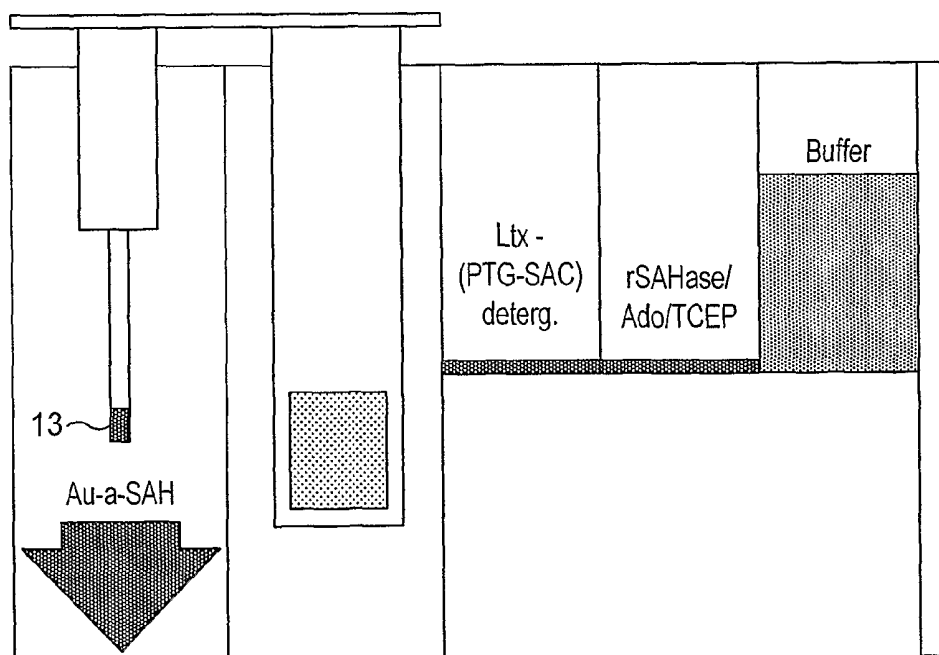 Buffer
Ltx -
(PTG-SAC)
deterg.
rSAHase/
Ado/TCEP
13
Au-a-SAH